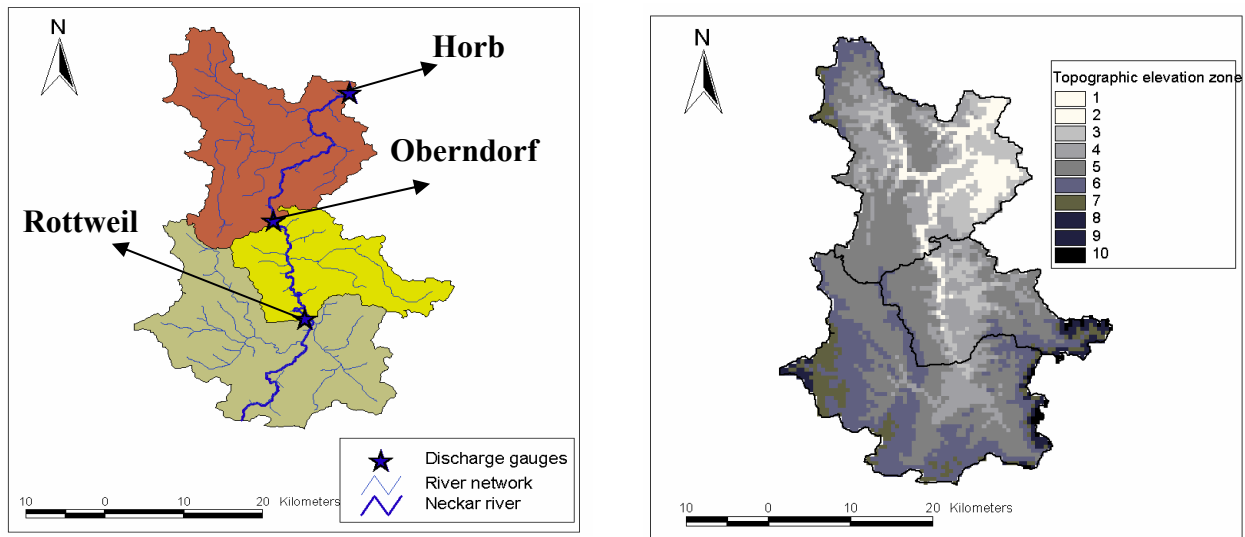 N
Horb
Oberndorf
Rottweil
Discharge gauges
River network
Neckar river
10 0 10 20 Kilometers
N
Topographic elevation zone
1
2
3
4
5
6
7
8
9
10
10 0 10 20 Kilometers